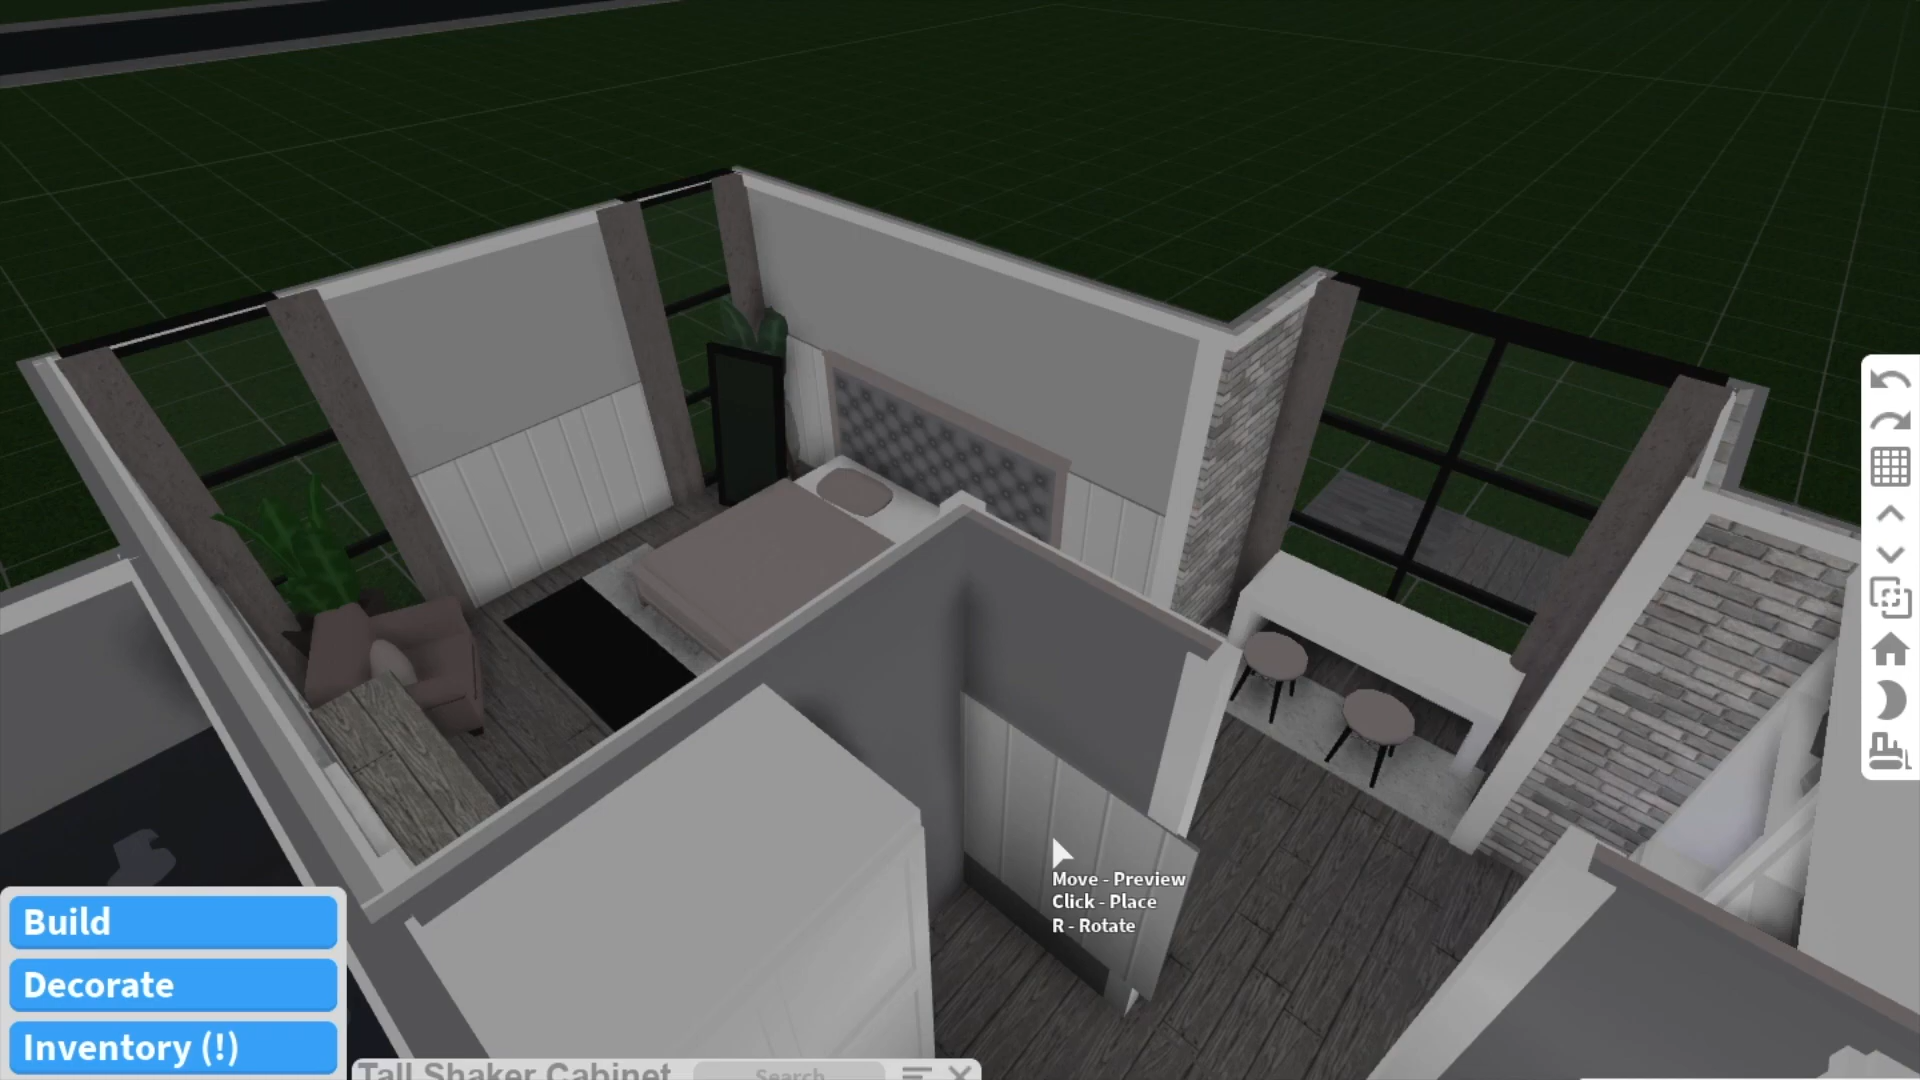 Move - Preview
Click - Place
R - Rotate
Build
Decorate
Inventory (!)
Tall Shaker Cabinet
Search